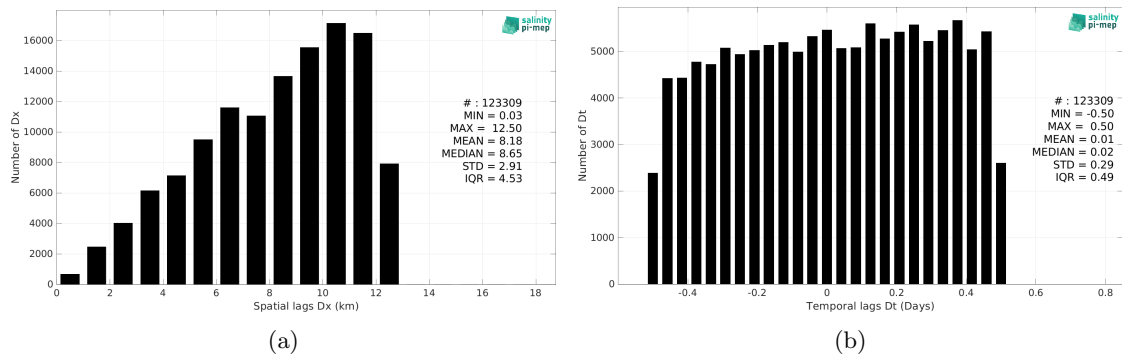 salinity
pi-mep
16000
14000
12000
10000
8000
6000
4000
2000
0
Number of Dx
# : 123309
MIN = 0.03
MAX = 12.50
MEAN = 8.18
MEDIAN = 8.65
STD = 2.91
IQR = 4.53
0 2 4 6 8 10 12 14 16 18
Spatial lags Dx (km)
(a)
salinity
pi-mep
5000
4000
3000
2000
1000
0
Number of Dt
# : 123309
MIN = -0.50
MAX = 0.50
MEAN = 0.01
MEDIAN = 0.02
STD = 0.29
IQR = 0.49
-0.4 -0.2 0 0.2 0.4 0.6 0.8
Temporal lags Dt (Days)
(b)